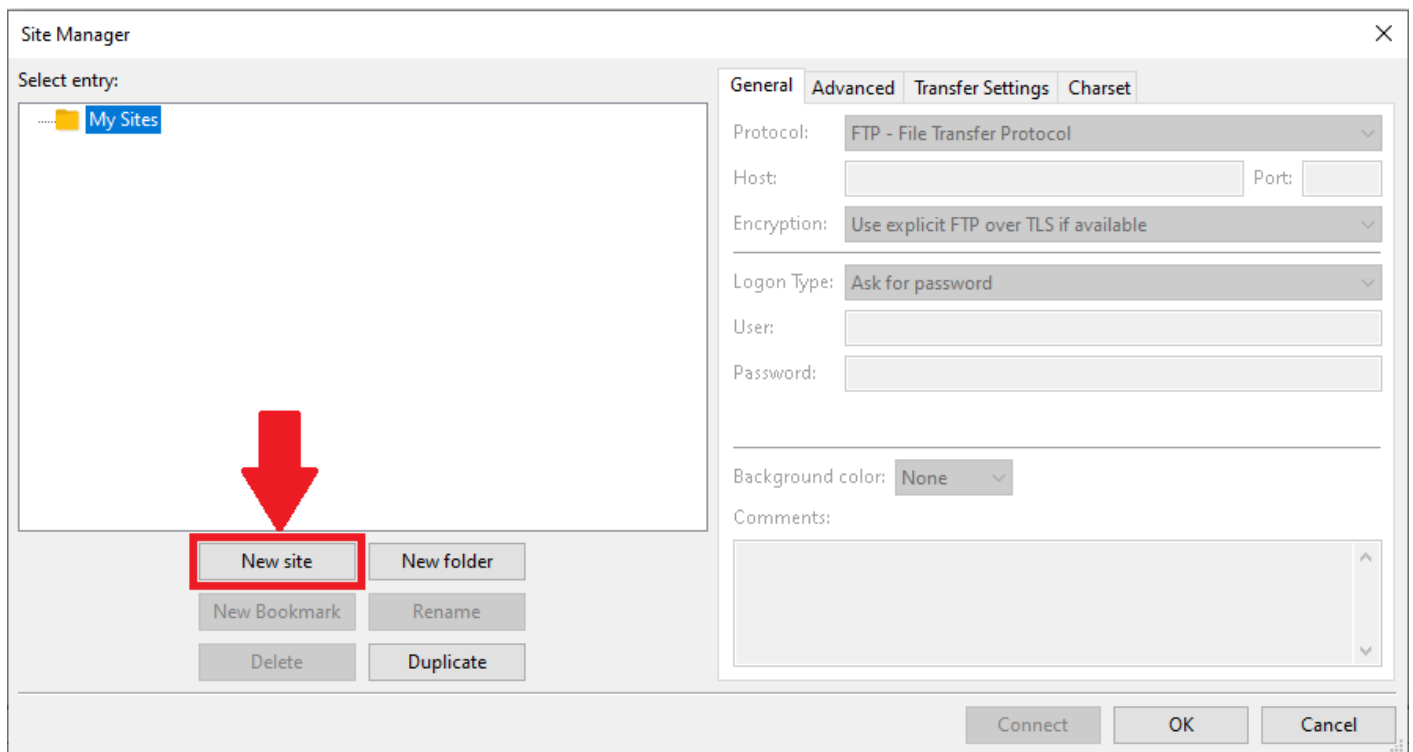 Site Manager
Select entry:
My Sites
New site New folder
New Bookmark Rename
Delete Duplicate
General Advanced Transfer Settings Charset
Protocol: FTP - File Transfer Protocol
Host: Port:
Encryption: Use explicit FTP over TLS if available
Logon Type: Ask for password
User:
Password:
Background color: None
Comments:
Connect OK Cancel